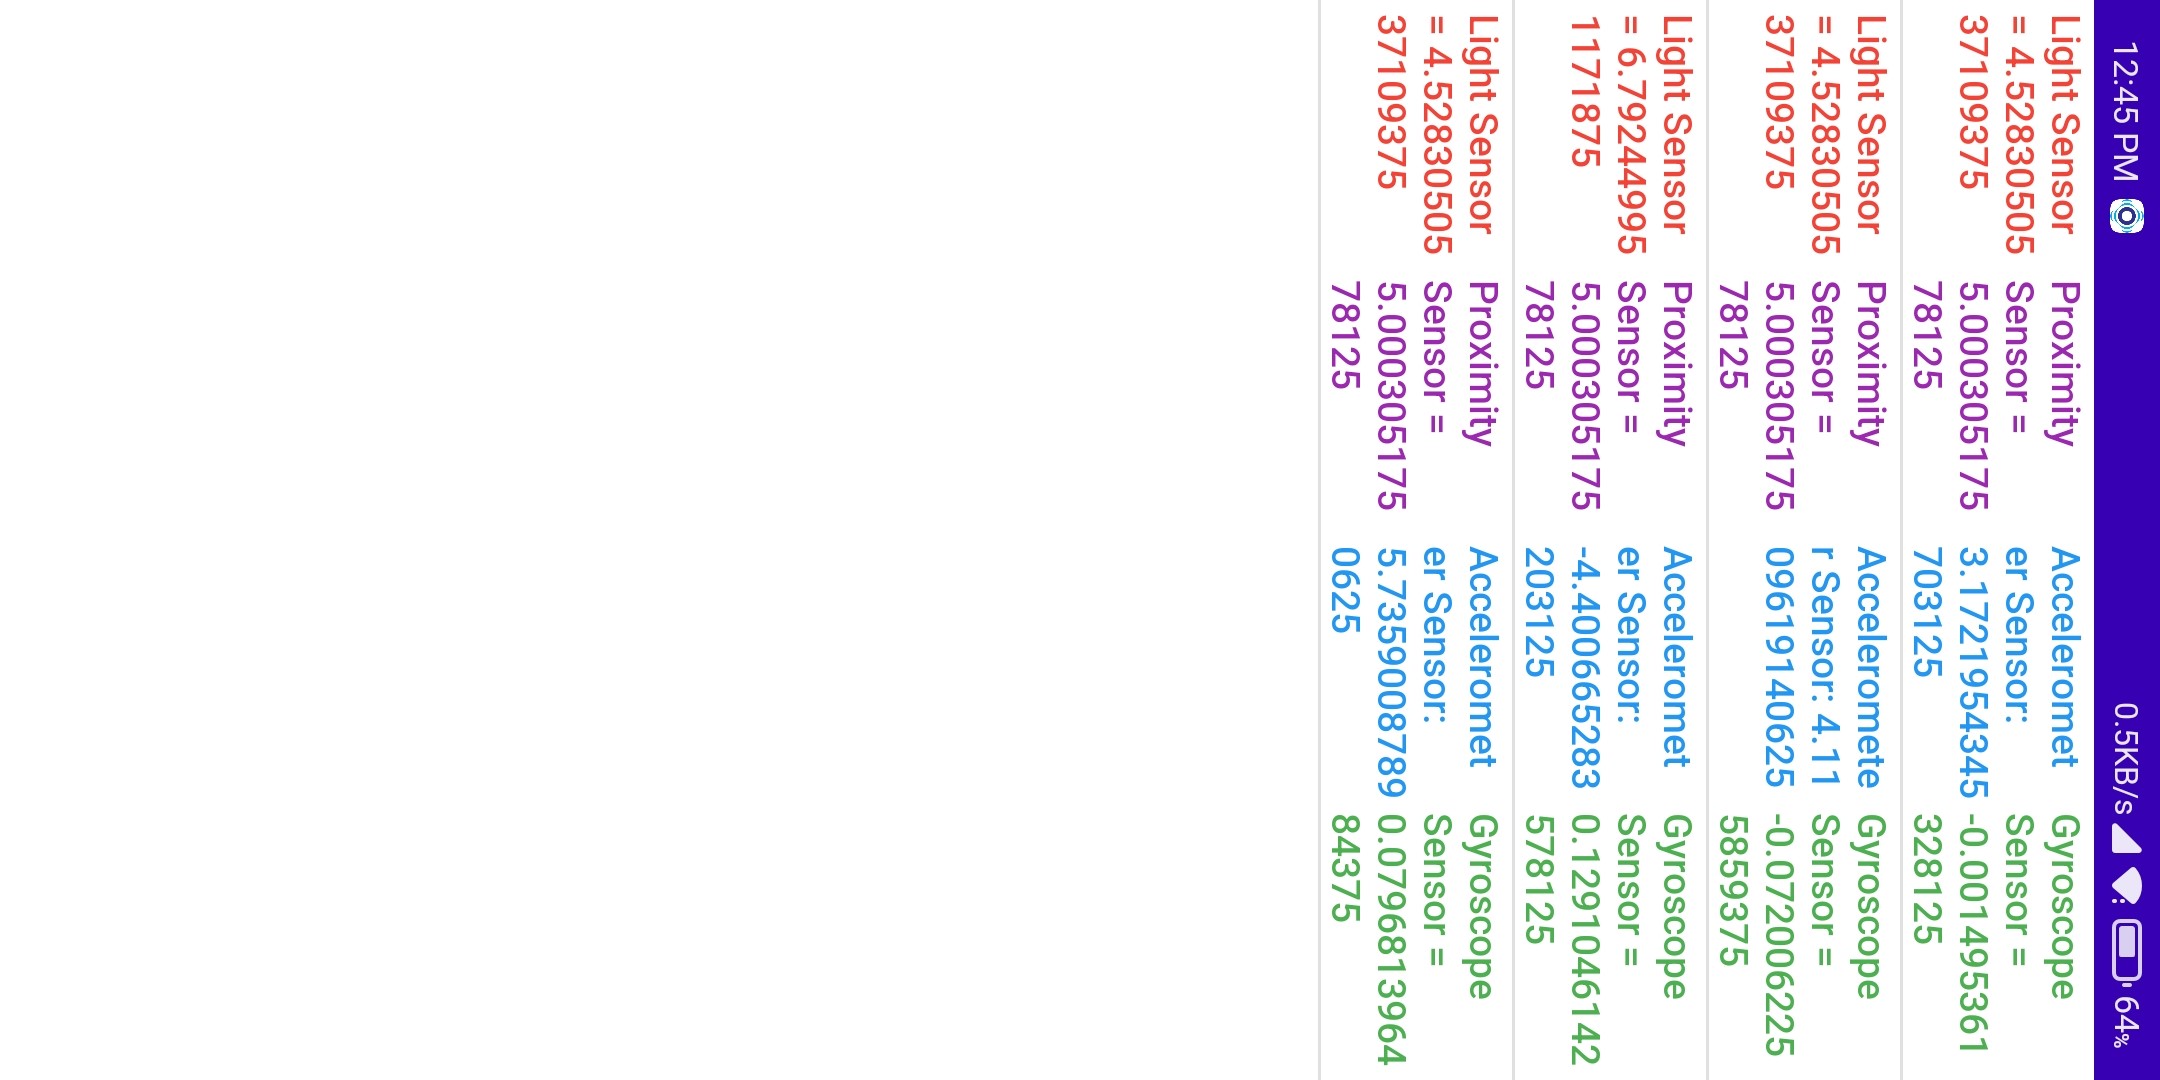 12:45 PM
0.5KB/s
64%
Light Sensor
= 4.52830505
37109375
Proximity
Sensor =
5.000305175
78125
Acceleromet
er Sensor:
3.1721954345
703125
Gyroscope
Sensor =
-0.001495361
328125
Light Sensor
= 4.52830505
37109375
Proximity
Sensor =
5.000305175
78125
Acceleromete
r Sensor: 4.11
09619140625
Gyroscope
Sensor =
-0.072006225
5859375
Light Sensor
= 6.79244995
1171875
Proximity
Sensor =
5.000305175
78125
Acceleromet
er Sensor:
-4.400665283
203125
Gyroscope
Sensor =
0.1291046142
578125
Light Sensor
= 4.52830505
37109375
Proximity
Sensor =
5.000305175
78125
Acceleromet
er Sensor:
5.7359008789
0625
Gyroscope
Sensor =
0.0796813964
84375